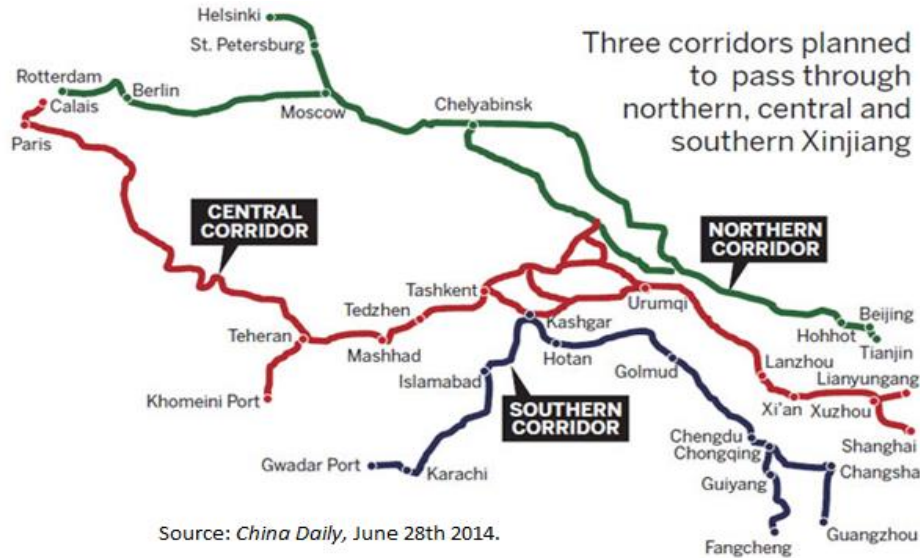 Helsinki
St. Petersburg
Three corridors planned
to pass through
northern, central and
southern Xinjiang
Rotterdam
Calais
Berlin
Moscow
Chelyabinsk
Paris
CENTRAL
CORRIDOR
NORTHERN
CORRIDOR
Tashkent
Urumqi
Tedzhen
Beijing
Teheran
Kashgar
Hohhot
Mashhad
Hotan
Tianjin
Islamabad
Golmud
Lanzhou
Lianyungang
Khomeini Port
SOUTHERN
CORRIDOR
Xi'an
Xuzhou
Shanghai
Chengdu
Chongqing
Gwadar Port
Karachi
Guiyang
Changsha
Source: China Daily, June 28th 2014.
Fangcheng
Guangzhou